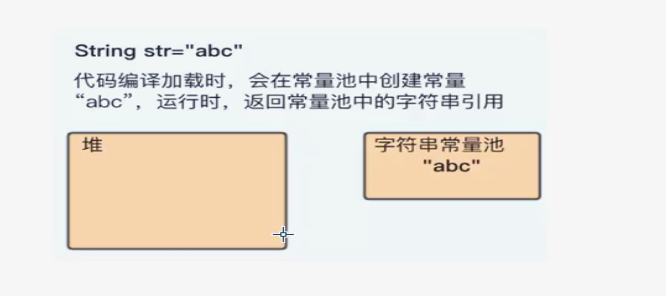 String str="abc"
代码编译加载时，会在常量池中创建常量
“abc”，运行时，返回常量池中的字符串引用
堆
字符串常量池
"abc"